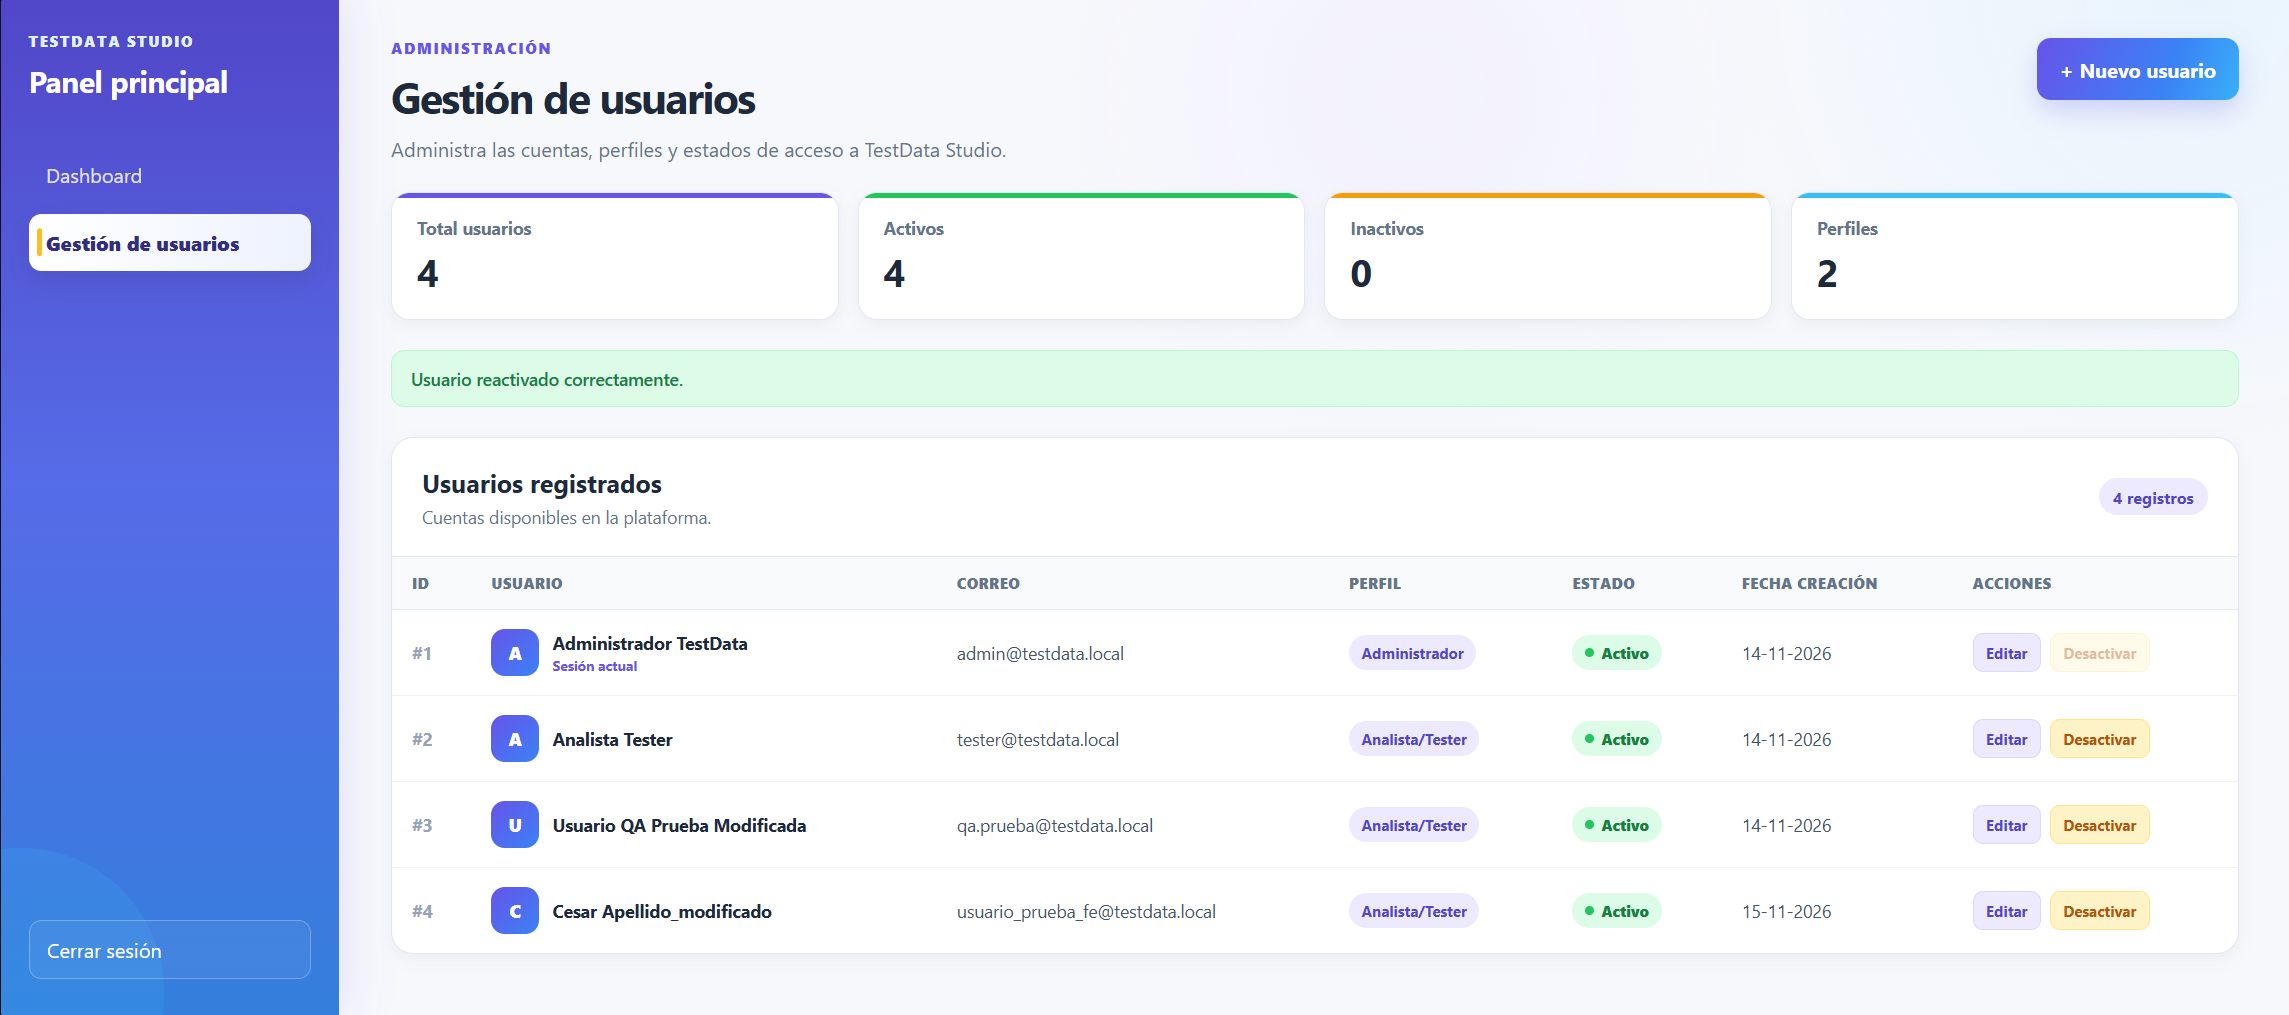 TESTDATA STUDIO
Panel principal
Dashboard
Gestión de usuarios
Cerrar sesión
ADMINISTRACIÓN
Gestión de usuarios
Administra las cuentas, perfiles y estados de acceso a TestData Studio.
+ Nuevo usuario
Total usuarios
4
Activos
4
Inactivos
0
Perfiles
2
Usuario reactivado correctamente.
Usuarios registrados
Cuentas disponibles en la plataforma.
4 registros
ID USUARIO CORREO PERFIL ESTADO FECHA CREACIÓN ACCIONES
#1 A Administrador TestData admin@testdata.local Administrador Activo 14-11-2026 Editar Desactivar
Sesión actual
#2 A Analista Tester tester@testdata.local Analista/Tester Activo 14-11-2026 Editar Desactivar
#3 U Usuario QA Prueba Modificada qa.prueba@testdata.local Analista/Tester Activo 14-11-2026 Editar Desactivar
#4 C Cesar Apellido_modificado usuario_prueba_fe@testdata.local Analista/Tester Activo 15-11-2026 Editar Desactivar